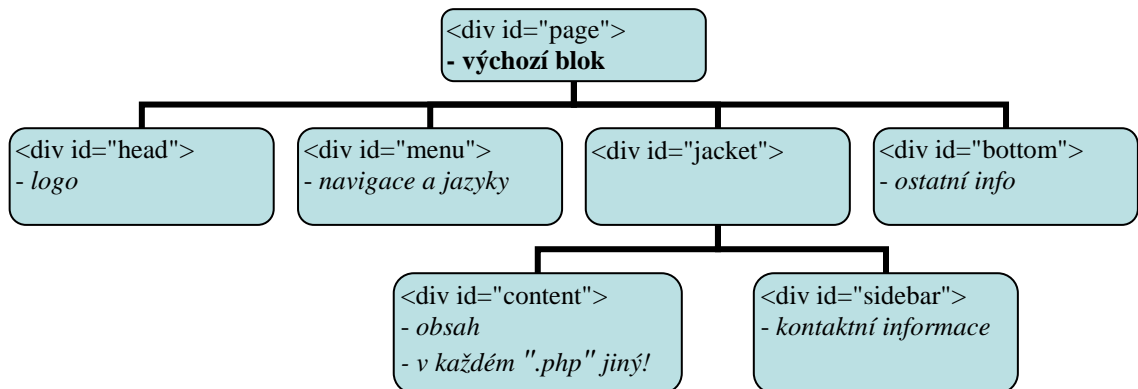 <div id="page">
- výchozí blok
<div id="head">
- logo
<div id="menu">
- navigace a jazyky
<div id="jacket">
<div id="bottom">
- ostatní info
<div id="content">
- obsah
- v každém ".php" jiný!
<div id="sidebar">
- kontaktní informace